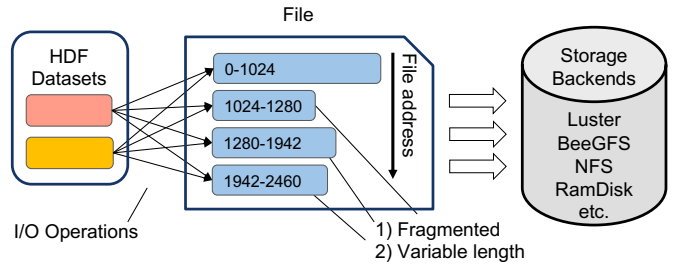 File
HDF
Datasets
0-1024
1024-1280
1280-1942
1942-2460
File address
Storage
Backends
Luster
BeeGFS
NFS
RamDisk
etc.
I/O Operations
1) Fragmented
2) Variable length